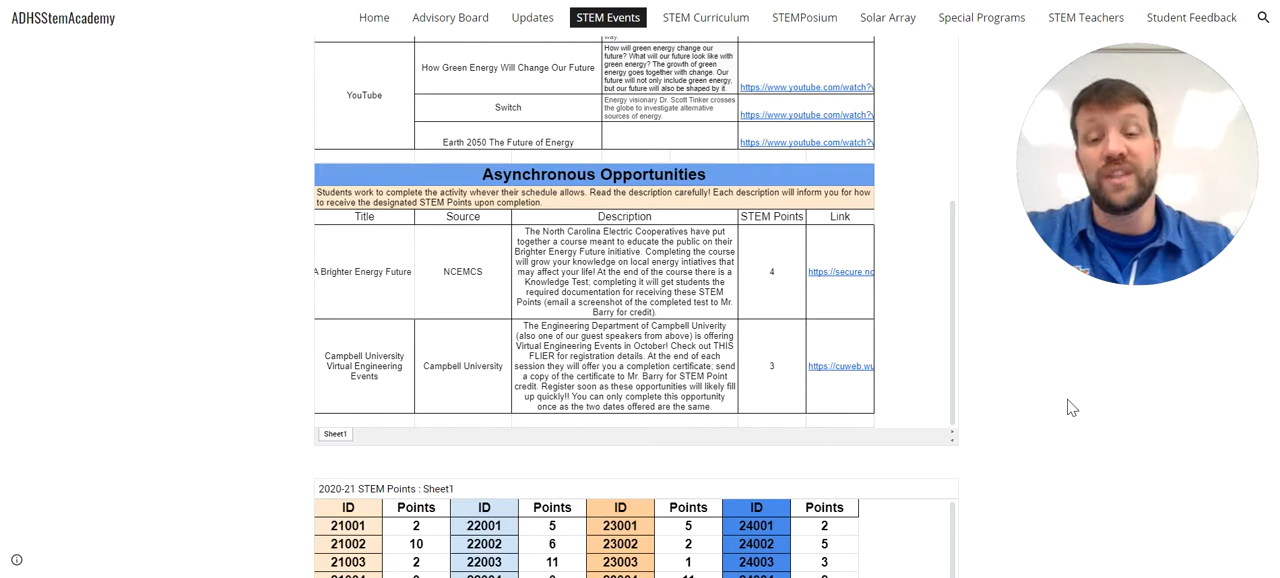 ADHSStemAcademy
Home Advisory Board Updates STEM Events STEM Curriculum STEMPosium Solar Array Special Programs STEM Teachers Student Feedback
way.
YouTube
How Green Energy Will Change Our Future
How will green energy change our
future? What will our future look like with
green energy? The growth of green
energy goes together with change. Our
future will not only include green energy,
but our future will also be shaped by it.
https://www.youtube.com/watch?v
Switch
Energy visionary Dr. Scott Tinker crosses
the globe to investigate alternative
sources of energy.
https://www.youtube.com/watch?v
Earth 2050 The Future of Energy
https://www.youtube.com/watch?v
Asynchronous Opportunities
Students work to complete the activity whever their schedule allows. Read the description carefully! Each description will inform you for how
to receive the designated STEM Points upon completion.
Title Source Description STEM Points Link
A Brighter Energy Future
NCEMCS
The North Carolina Electric Cooperatives have put
together a course meant to educate the public on their
Brighter Energy Future initiative. Completing the course
will grow your knowledge on local energy intiatives that
may affect your life! At the end of the course there is a
Knowledge Test; completing it will get students the
required documentation for receiving these STEM
Points (email a screenshot of the completed test to Mr.
Barry for credit).
4
https://secure.nc
Campbell University
Virtual Engineering
Events
Campbell University
The Engineering Department of Campbell Univerity
(also one of our guest speakers from above) is offering
Virtual Engineering Events in October! Check out THIS
FLIER for registration details. At the end of each
session they will offer you a completion certificate; send
a copy of the certificate to Mr. Barry for STEM Point
credit. Register soon as these opportunities will likely fill
up quickly!! You can only complete this opportunity
once as the two dates offered are the same.
3
https://cuweb.wu
Sheet1
2020-21 STEM Points : Sheet1
ID Points ID Points ID Points ID Points
21001 2 22001 5 23001 5 24001 2
21002 10 22002 6 23002 2 24002 5
21003 2 22003 11 23003 1 24003 3